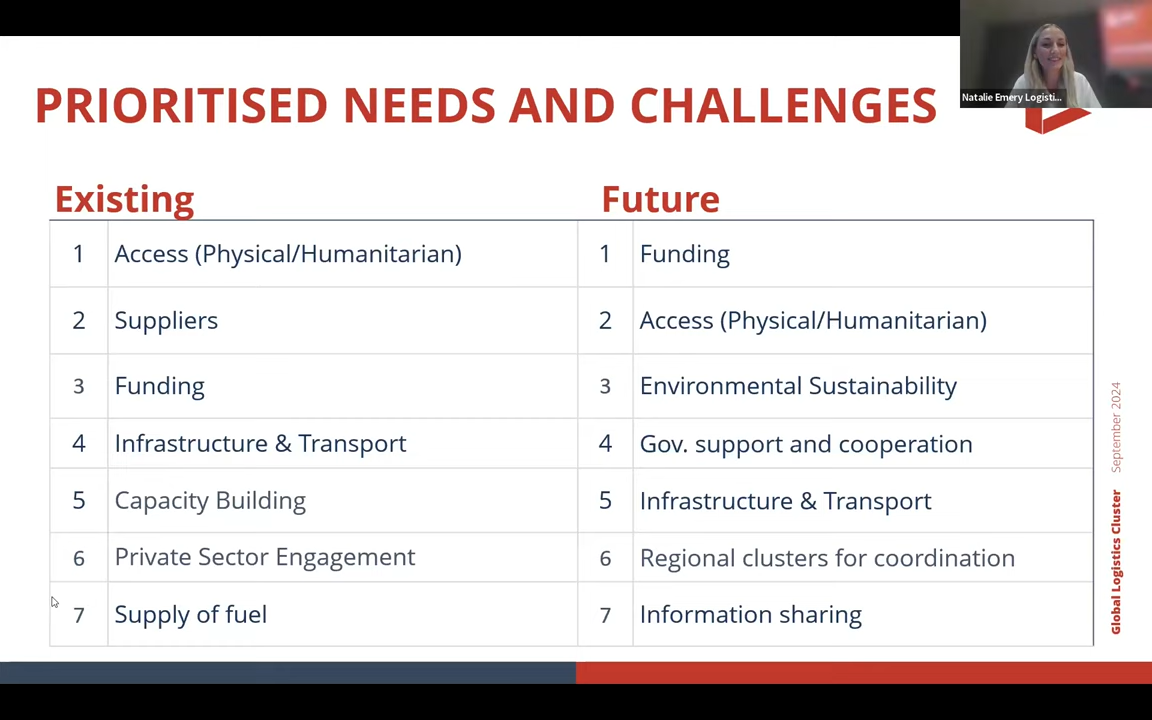 PRIORITISED NEEDS AND CHALLENGES
Natalie Emery Logisti...
Existing
1 Access (Physical/Humanitarian)
2 Suppliers
3 Funding
4 Infrastructure & Transport
5 Capacity Building
6 Private Sector Engagement
7 Supply of fuel
Future
1 Funding
2 Access (Physical/Humanitarian)
3 Environmental Sustainability
4 Gov. support and cooperation
5 Infrastructure & Transport
6 Regional clusters for coordination
7 Information sharing
Global Logistics Cluster September 2024